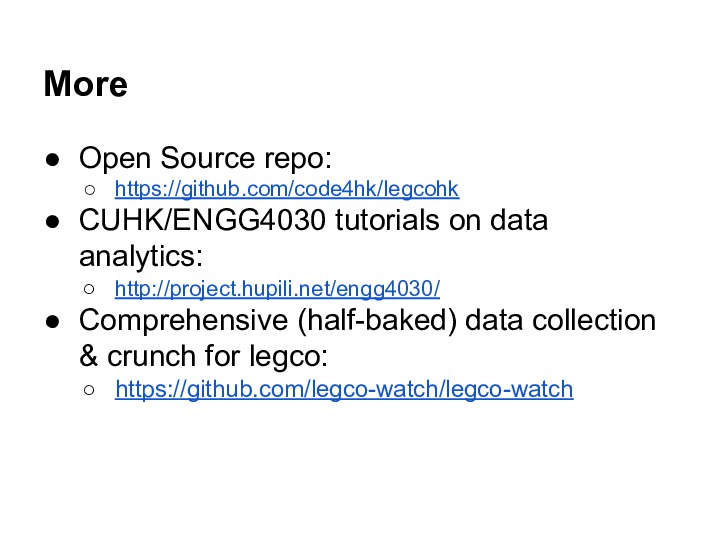 More
● Open Source repo:
○ https://github.com/code4hk/legcohk
● CUHK/ENGG4030 tutorials on data
analytics:
○ http://project.hupili.net/engg4030/
● Comprehensive (half-baked) data collection
& crunch for legco:
○ https://github.com/legco-watch/legco-watch